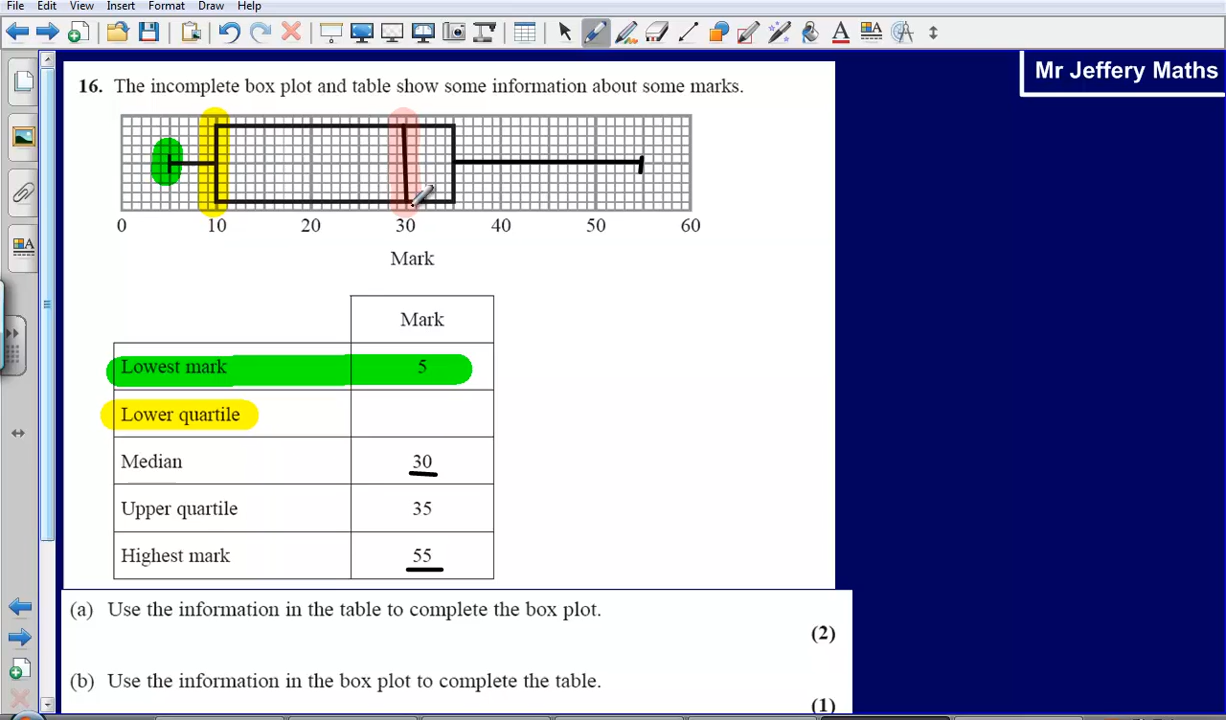 File Edit View Insert Format Draw Help
Mr Jeffery Maths
16. The incomplete box plot and table show some information about some marks.
0 10 20 30 40 50 60
Mark
Mark
Lowest mark 5
Lower quartile
Median 30
Upper quartile 35
Highest mark 55
(a) Use the information in the table to complete the box plot.
(2)
(b) Use the information in the box plot to complete the table.
(1)